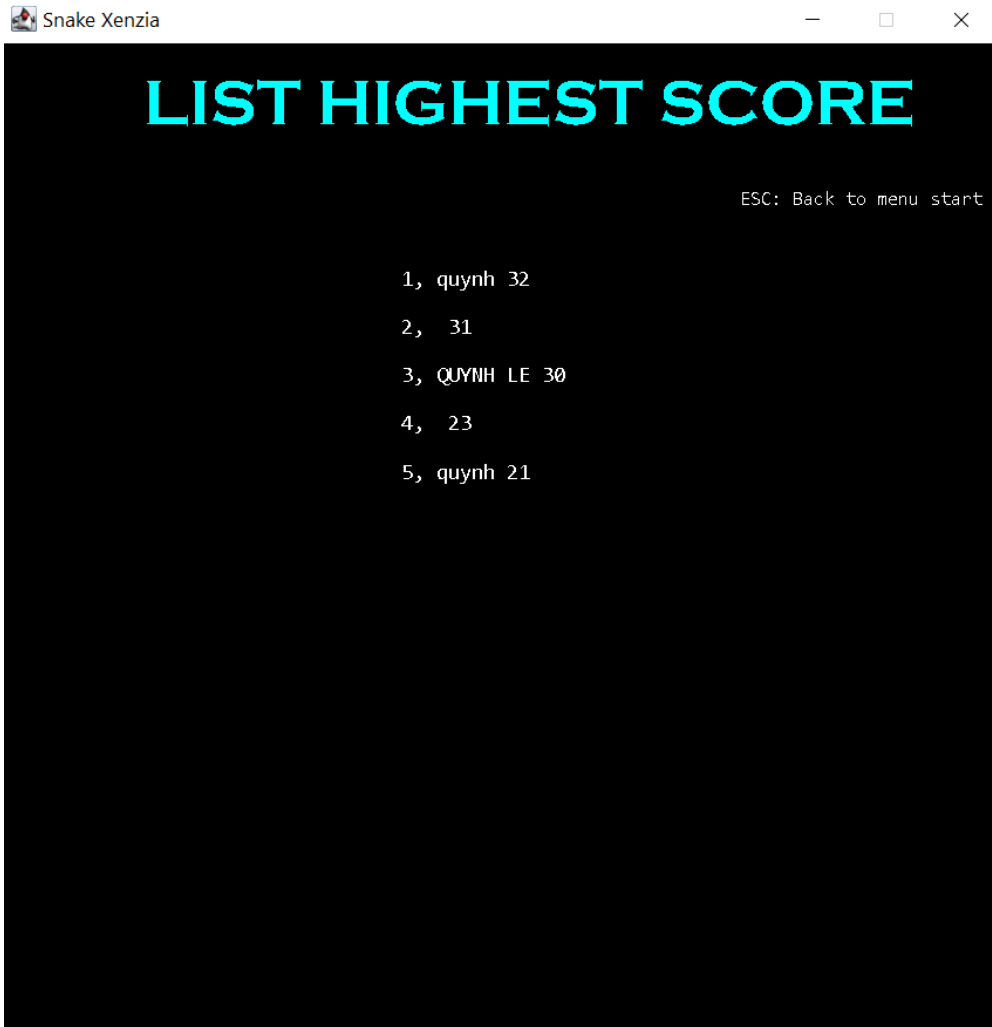 Snake Xenzia
LIST HIGHEST SCORE
ESC: Back to menu start
1, quynh 32
2,  31
3, QUYNH LE 30
4,  23
5, quynh 21